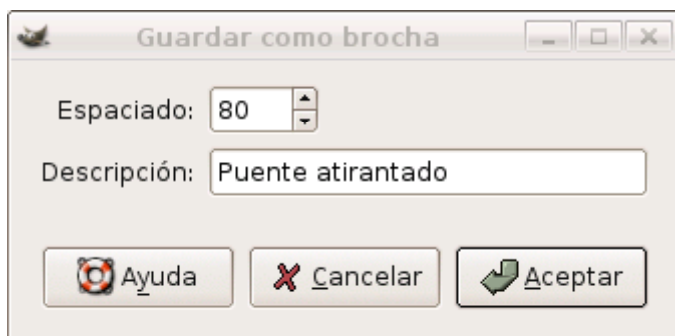 Guardar como brocha
Espaciado: 80
Descripción: Puente atirantado
Ayuda Cancelar Aceptar